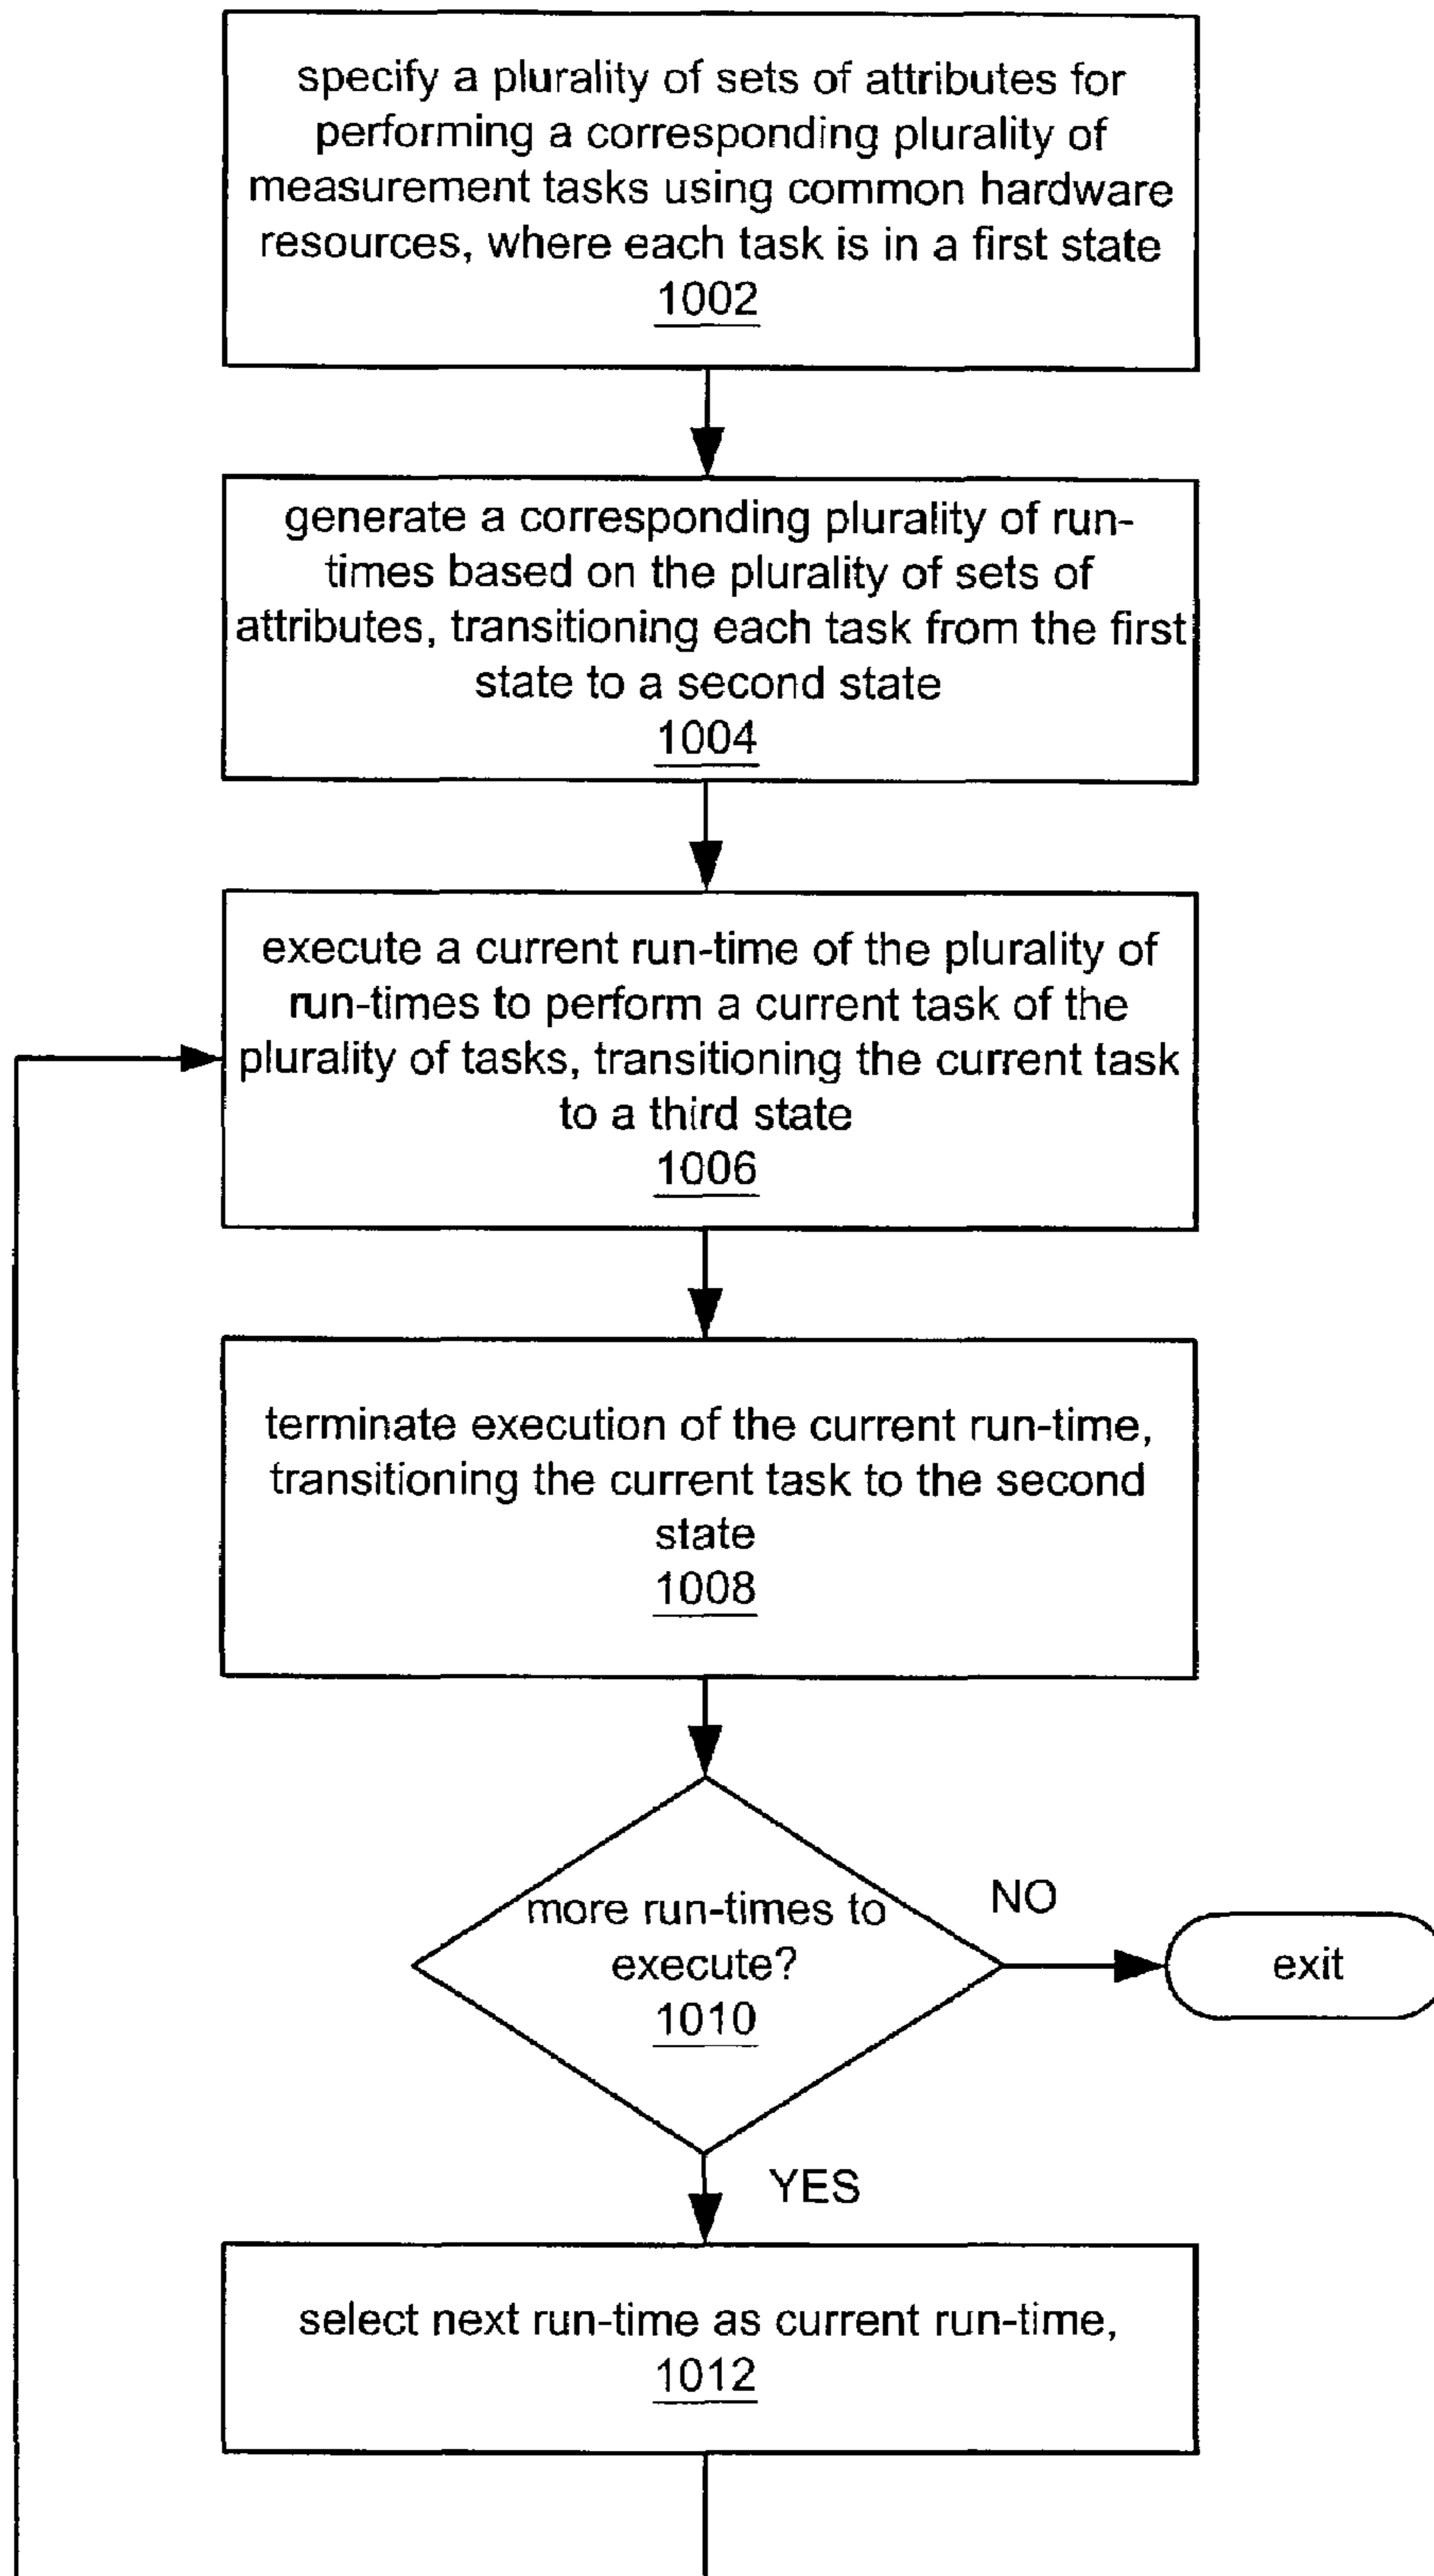 specify a plurality of sets of attributes for
performing a corresponding plurality of
measurement tasks using common hardware
resources, where each task is in a first state
1002
generate a corresponding plurality of run-
times based on the plurality of sets of
attributes, transitioning each task from the first
state to a second state
1004
execute a current run-time of the plurality of
run-times to perform a current task of the
plurality of tasks, transitioning the current task
to a third state
1006
terminate execution of the current run-time,
transitioning the current task to the second
state
1008
more run-times to
execute?
1010
NO
exit
YES
select next run-time as current run-time,
1012